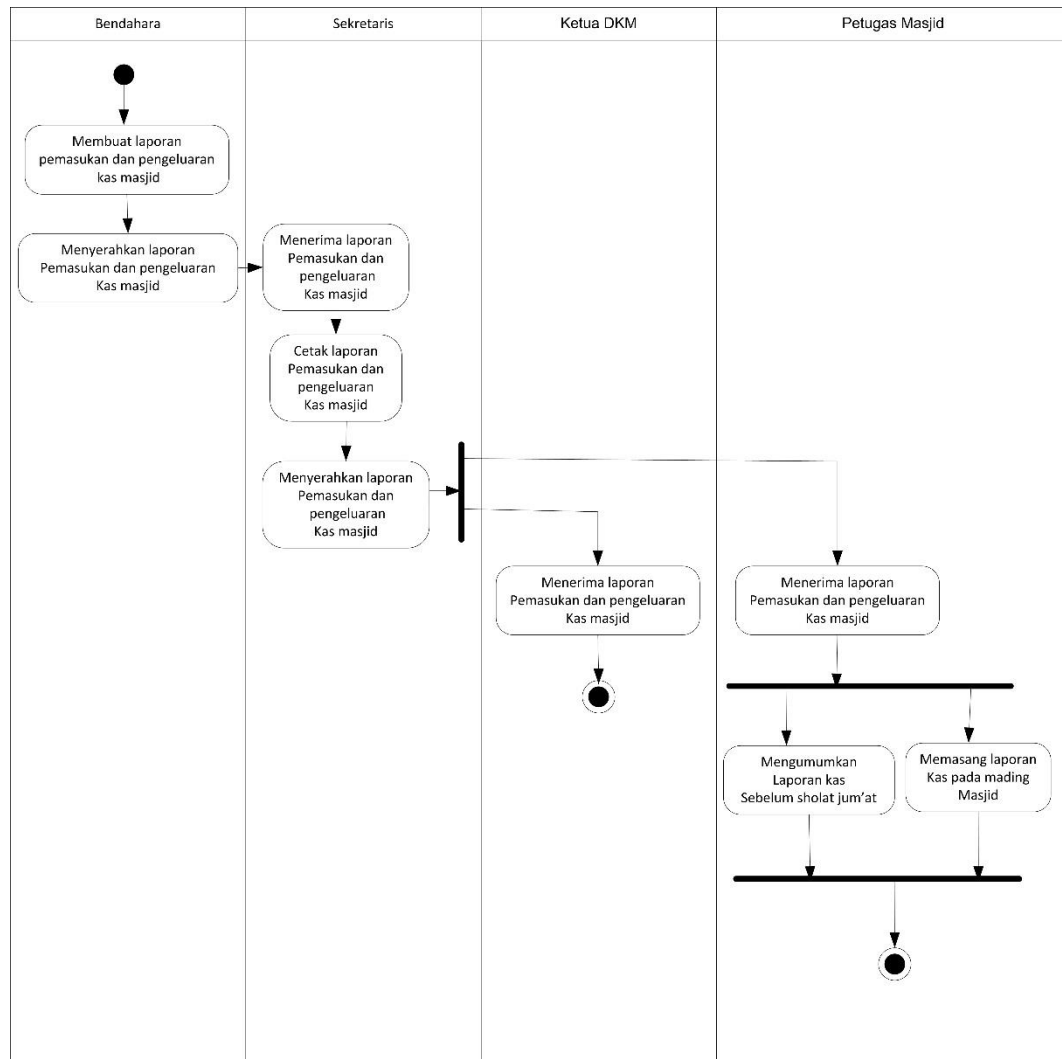 Bendahara
Sekretaris
Ketua DKM
Petugas Masjid
Membuat laporan
pemasukan dan pengeluaran
kas masjid
Menyerahkan laporan
Pemasukan dan pengeluaran
Kas masjid
Menerima laporan
Pemasukan dan
pengeluaran
Kas masjid
Cetak laporan
Pemasukan dan
pengeluaran
Kas masjid
Menyerahkan laporan
Pemasukan dan
pengeluaran
Kas masjid
Menerima laporan
Pemasukan dan pengeluaran
Kas masjid
Menerima laporan
Pemasukan dan pengeluaran
Kas masjid
Mengumumkan
Laporan kas
Sebelum sholat jum’at
Memasang laporan
Kas pada mading
Masjid